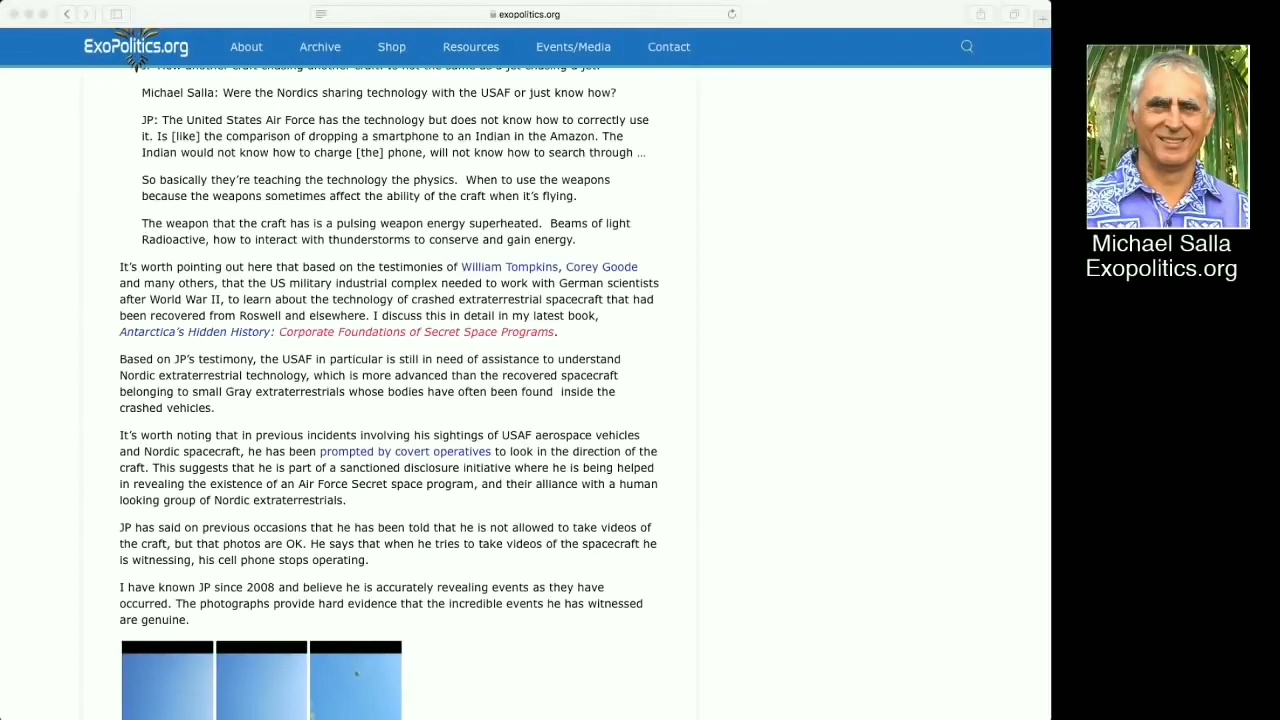 exopolitics.org
ExoPolitics.org
About
Archive
Shop
Resources
Events/Media
Contact
Michael Salla: Were the Nordics sharing technology with the USAF or just know how?
JP: The United States Air Force has the technology but does not know how to correctly use
it. Is [like] the comparison of dropping a smartphone to an Indian in the Amazon. The
Indian would not know how to charge [the] phone, will not know how to search through …
So basically they're teaching the technology the physics.  When to use the weapons
because the weapons sometimes affect the ability of the craft when it's flying.
The weapon that the craft has is a pulsing weapon energy superheated.  Beams of light
Radioactive, how to interact with thunderstorms to conserve and gain energy.
It's worth pointing out here that based on the testimonies of William Tompkins, Corey Goode
and many others, that the US military industrial complex needed to work with German scientists
after World War II, to learn about the technology of crashed extraterrestrial spacecraft that had
been recovered from Roswell and elsewhere. I discuss this in detail in my latest book,
Antarctica's Hidden History: Corporate Foundations of Secret Space Programs.
Based on JP's testimony, the USAF in particular is still in need of assistance to understand
Nordic extraterrestrial technology, which is more advanced than the recovered spacecraft
belonging to small Gray extraterrestrials whose bodies have often been found  inside the
crashed vehicles.
It's worth noting that in previous incidents involving his sightings of USAF aerospace vehicles
and Nordic spacecraft, he has been prompted by covert operatives to look in the direction of the
craft. This suggests that he is part of a sanctioned disclosure initiative where he is being helped
in revealing the existence of an Air Force Secret space program, and their alliance with a human
looking group of Nordic extraterrestrials.
JP has said on previous occasions that he has been told that he is not allowed to take videos of
the craft, but that photos are OK. He says that when he tries to take videos of the spacecraft he
is witnessing, his cell phone stops operating.
I have known JP since 2008 and believe he is accurately revealing events as they have
occurred. The photographs provide hard evidence that the incredible events he has witnessed
are genuine.
Michael Salla
Exopolitics.org